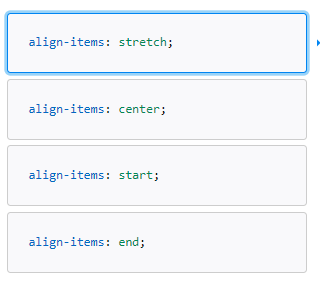 align-items: stretch;
align-items: center;
align-items: start;
align-items: end;